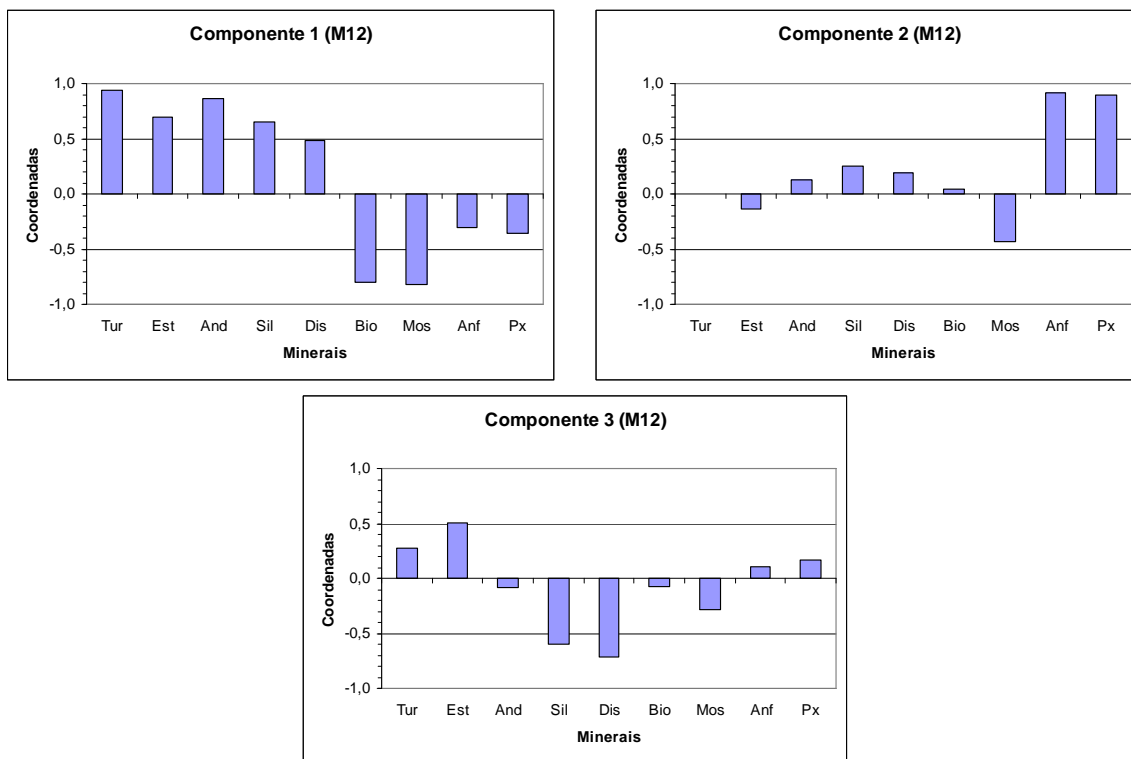 Componente 1 (M12)
1,0
0,5
0,0
-0,5
-1,0
Coordenadas
Tur Est And Sil Dis Bio Mos Anf Px
Minerais
Componente 2 (M12)
1,0
0,5
0,0
-0,5
-1,0
Coordenadas
Tur Est And Sil Dis Bio Mos Anf Px
Minerais
Componente 3 (M12)
1,0
0,5
0,0
-0,5
-1,0
Coordenadas
Tur Est And Sil Dis Bio Mos Anf Px
Minerais